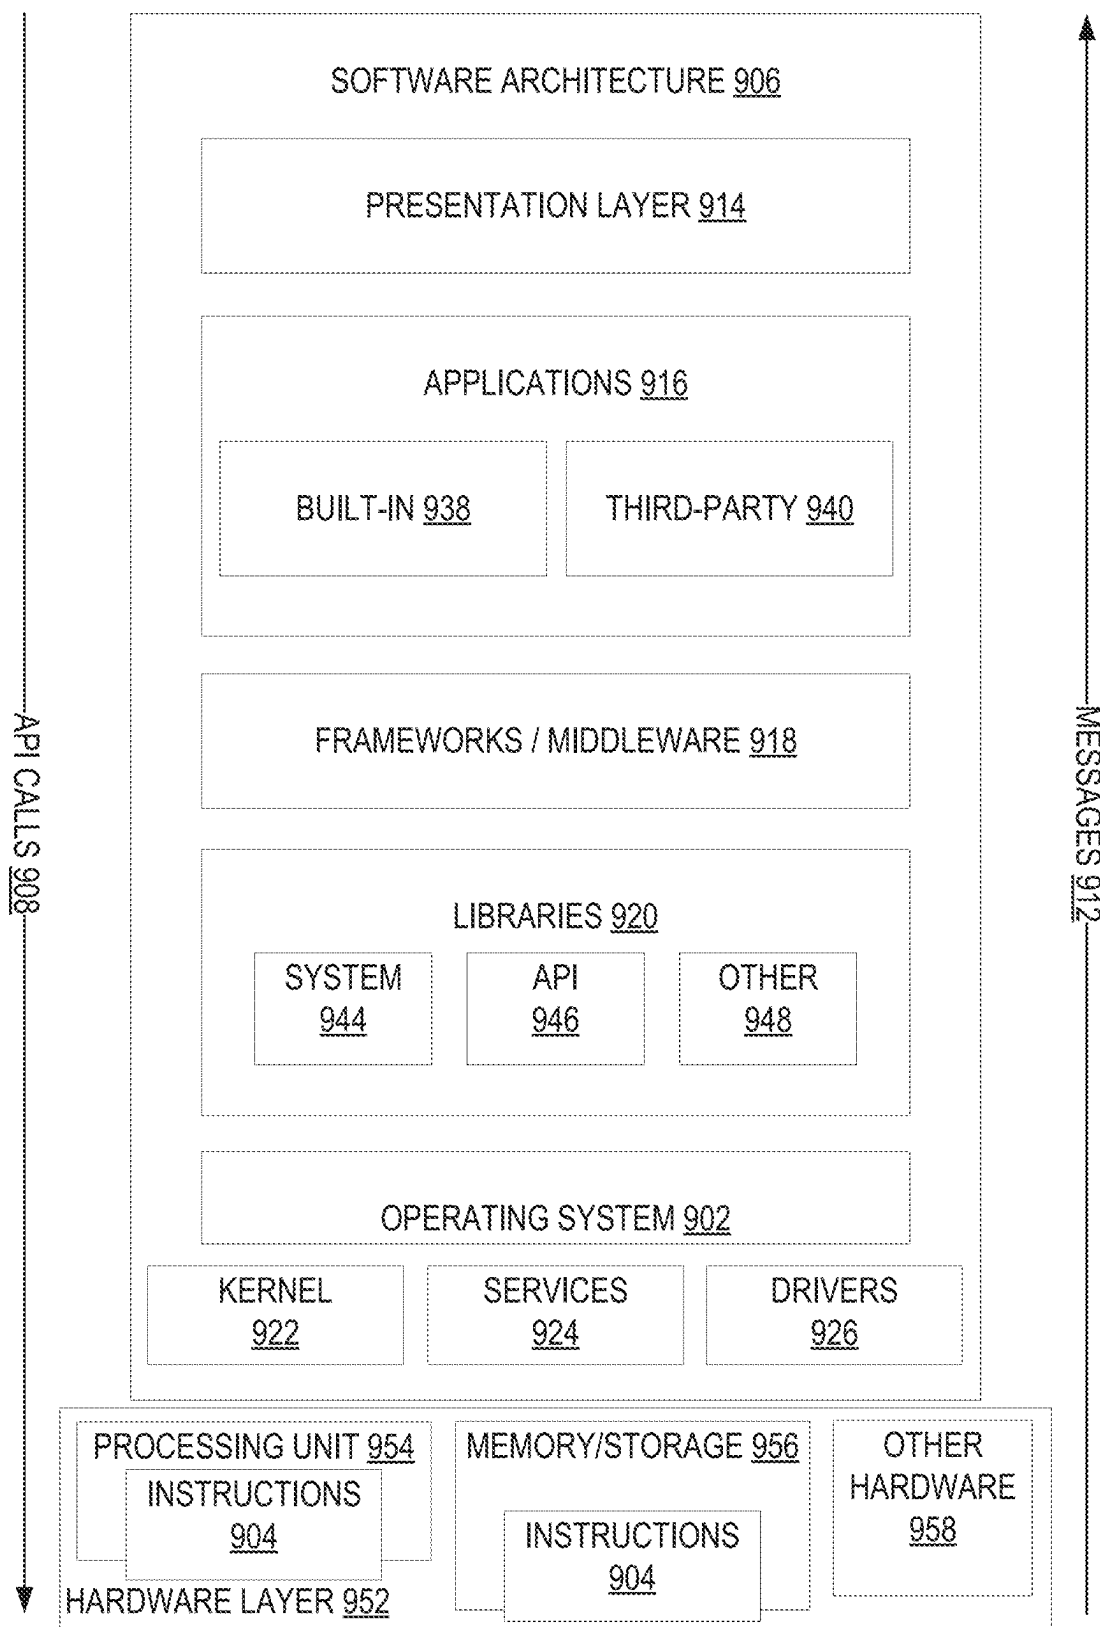 SOFTWARE ARCHITECTURE 906
PRESENTATION LAYER 914
APPLICATIONS 916
BUILT-IN 938
THIRD-PARTY 940
FRAMEWORKS / MIDDLEWARE 918
API CALLS 908
MESSAGES 912
LIBRARIES 920
SYSTEM
944
API
946
OTHER
948
OPERATING SYSTEM 902
KERNEL
922
SERVICES
924
DRIVERS
926
PROCESSING UNIT 954
INSTRUCTIONS
904
MEMORY/STORAGE 956
INSTRUCTIONS
904
OTHER
HARDWARE
958
HARDWARE LAYER 952